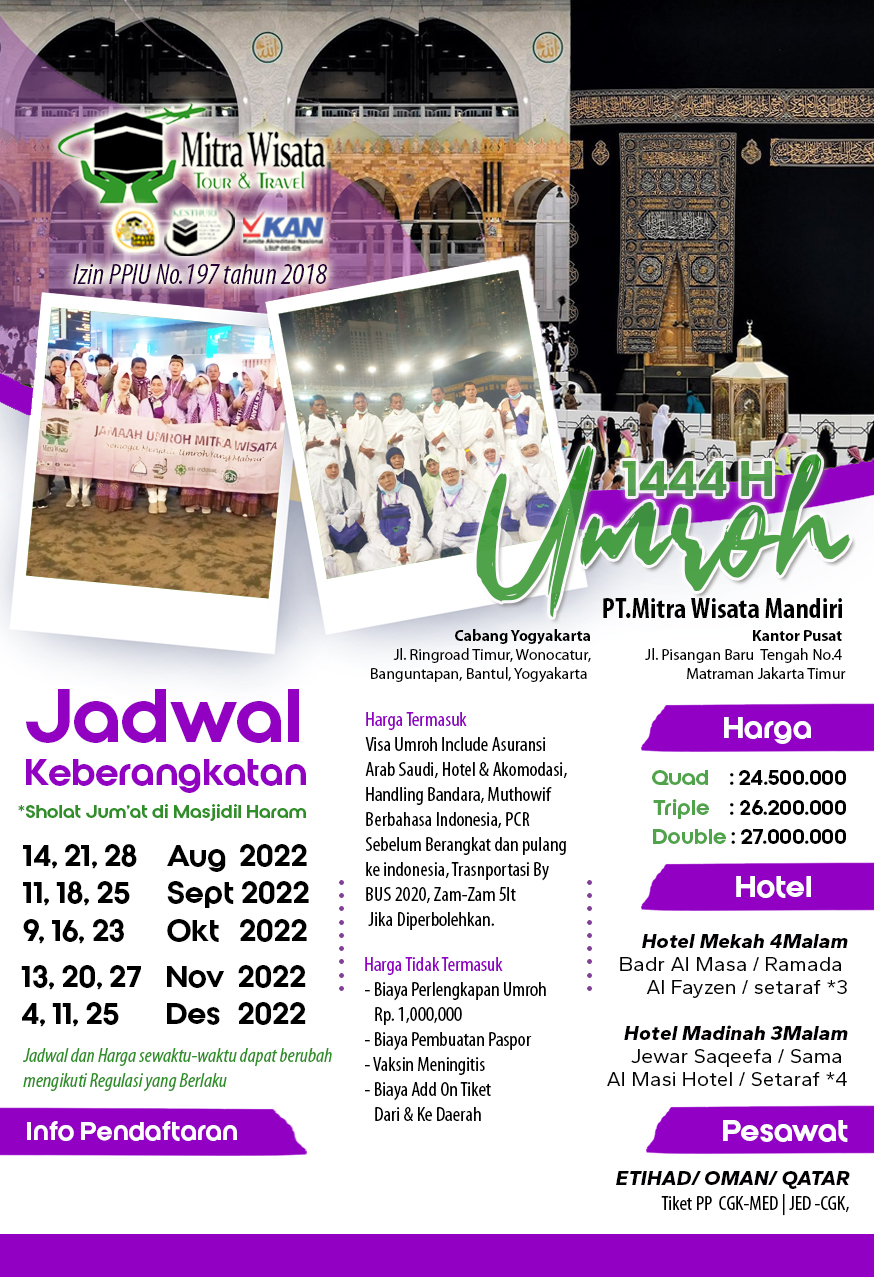 Mitra Wisata
TOUR & TRAVEL
KESTHURI
KAN
Komite Akreditasi Nasional
Izin PPIU No.197 tahun 2018
JAMAAH UMROH MITRA WISATA
Semoga Menjadi Umroh Yang Mabrur
Mitra Wisata
1444 H
Umroh
PT.Mitra Wisata Mandiri
Cabang Yogyakarta
Jl. Ringroad Timur, Wonocatur,
Banguntapan, Bantul, Yogyakarta
Kantor Pusat
Jl. Pisangan Baru Tengah No.4
Matraman Jakarta Timur
Jadwal
Keberangkatan
*Sholat Jum'at di Masjidil Haram
14, 21, 28 Aug 2022
11, 18, 25 Sept 2022
9, 16, 23 Okt 2022
13, 20, 27 Nov 2022
4, 11, 25 Des 2022
Jadwal dan Harga sewaktu-waktu dapat berubah
mengikuti Regulasi yang Berlaku
Info Pendaftaran
Harga Termasuk
Visa Umroh Include Asuransi
Arab Saudi, Hotel & Akomodasi,
Handling Bandara, Muthowif
Berbahasa Indonesia, PCR
Sebelum Berangkat dan pulang
ke indonesia, Trasnportasi By
BUS 2020, Zam-Zam 5lt
Jika Diperbolehkan.
Harga Tidak Termasuk
- Biaya Perlengkapan Umroh
Rp. 1,000,000
- Biaya Pembuatan Paspor
- Vaksin Meningitis
- Biaya Add On Tiket
Dari & Ke Daerah
Harga
Quad : 24.500.000
Triple : 26.200.000
Double : 27.000.000
Hotel
Hotel Mekah 4Malam
Badr Al Masa / Ramada
Al Fayzen / setaraf *3
Hotel Madinah 3Malam
Jewar Saqeefa / Sama
Al Masi Hotel / Setaraf *4
Pesawat
ETIHAD/ OMAN/ QATAR
Tiket PP CGK-MED | JED -CGK,